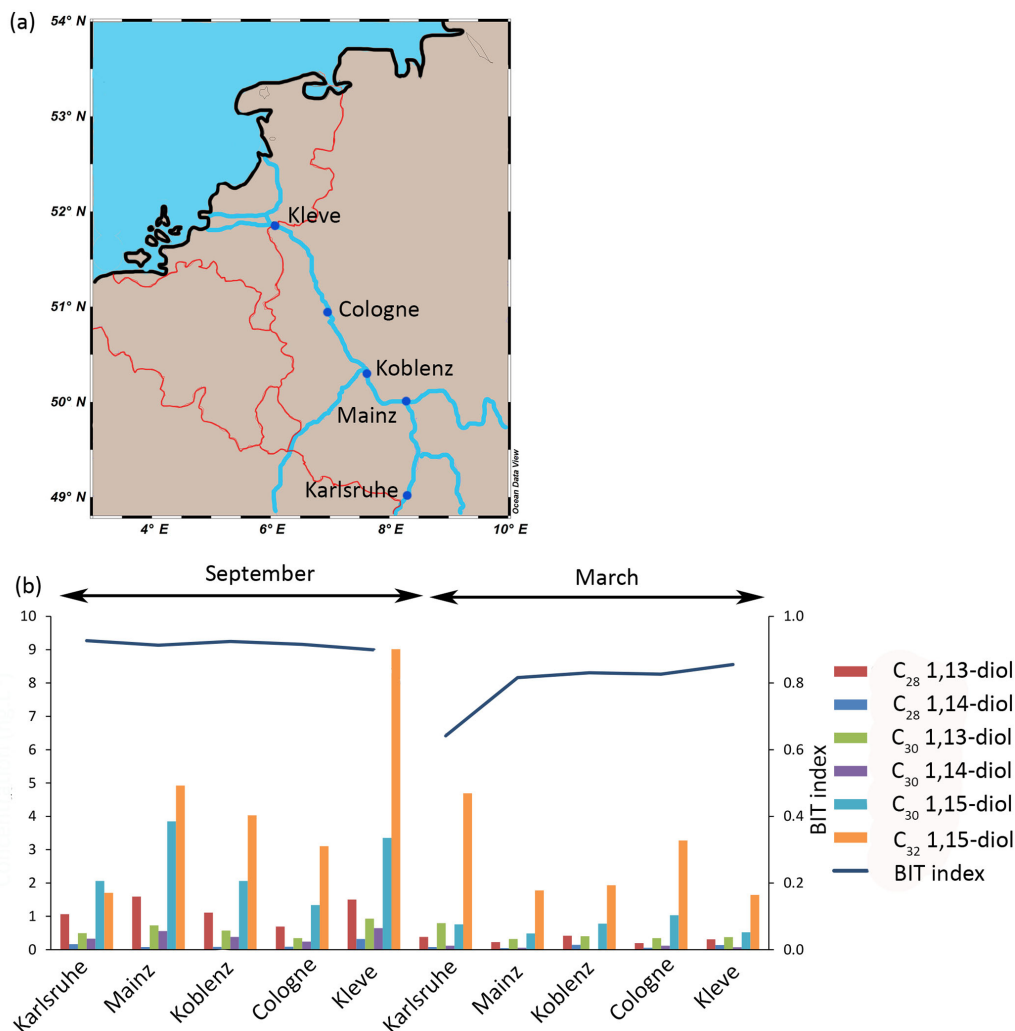 (a)
54° N
53° N
52° N
51° N
50° N
49° N
Kleve
Cologne
Koblenz
Mainz
Karlsruhe
4° E
6° E
8° E
10° E
Ocean Data View
(b)
September
March
10
9
8
7
6
5
4
3
2
1
0
1.0
0.8
0.6
0.4
0.2
0.0
BIT index
Karlsruhe
Mainz
Koblenz
Cologne
Kleve
Karlsruhe
Mainz
Koblenz
Cologne
Kleve
C28 1,13-diol
C28 1,14-diol
C30 1,13-diol
C30 1,14-diol
C30 1,15-diol
C32 1,15-diol
BIT index